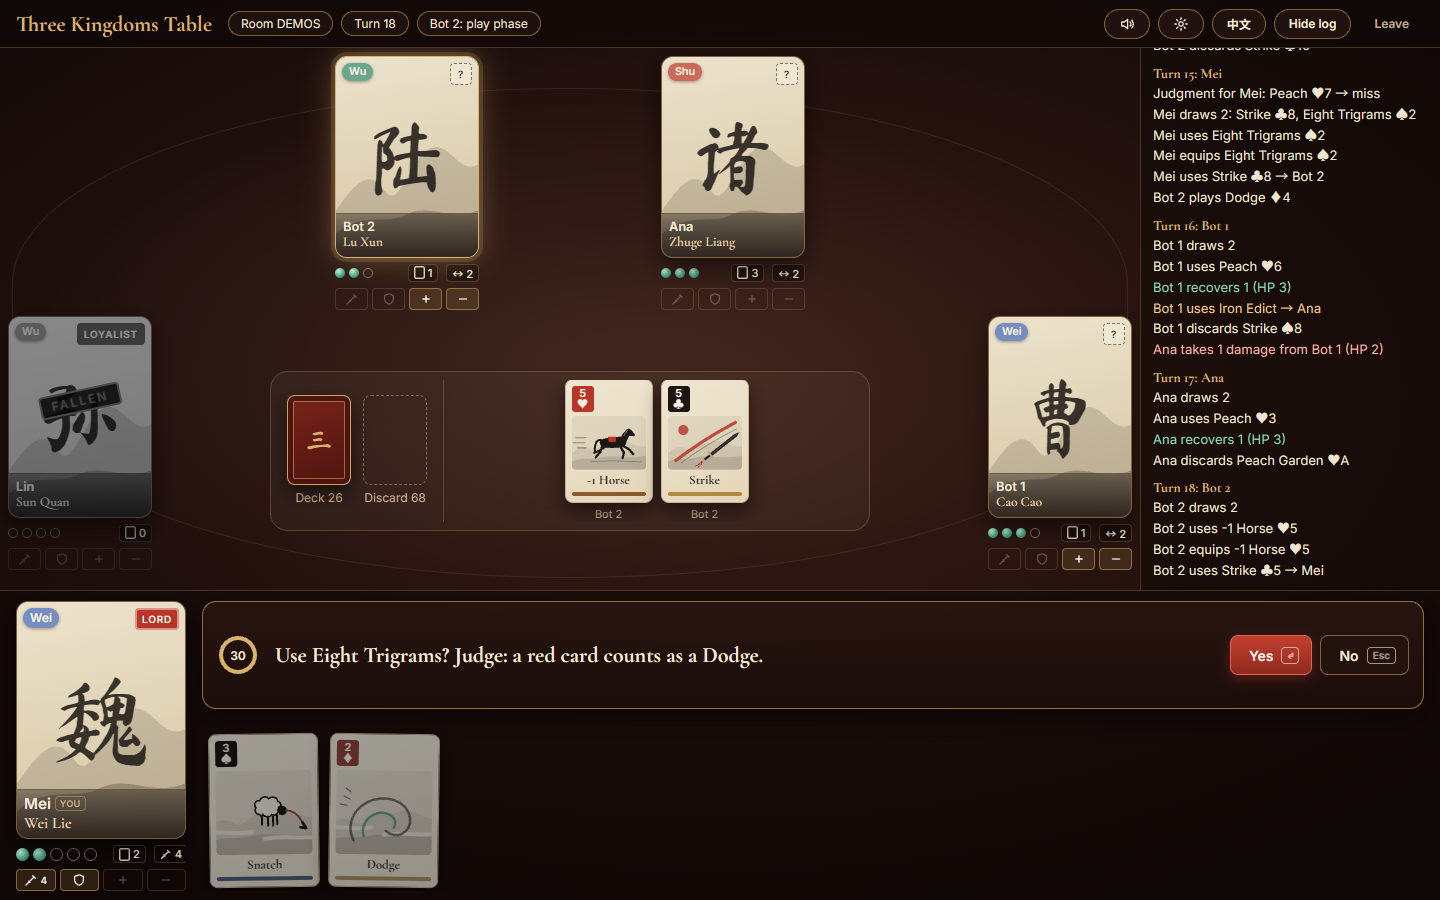 Three Kingdoms Table
Room DEMOS
Turn 18
Bot 2: play phase
中文
Hide log
Leave
Wu
?
陆
Bot 2
Lu Xun
1
↔ 2
+
−
Shu
?
诸
Ana
Zhuge Liang
3
↔ 2
+
−
Wu
LOYALIST
FALLEN
Lin
Sun Quan
0
+
−
三
Deck 26
Discard 68
5 ♥
-1 Horse
Bot 2
5 ♣
Strike
Bot 2
Wei
?
曹
Bot 1
Cao Cao
1
↔ 2
+
−
Turn 15: Mei
Judgment for Mei: Peach ♥7 → miss
Mei draws 2: Strike ♣8, Eight Trigrams ♠2
Mei uses Eight Trigrams ♠2
Mei equips Eight Trigrams ♠2
Mei uses Strike ♣8 → Bot 2
Bot 2 plays Dodge ♦4
Turn 16: Bot 1
Bot 1 draws 2
Bot 1 uses Peach ♥6
Bot 1 recovers 1 (HP 3)
Bot 1 uses Iron Edict → Ana
Bot 1 discards Strike ♠8
Ana takes 1 damage from Bot 1 (HP 2)
Turn 17: Ana
Ana draws 2
Ana uses Peach ♥3
Ana recovers 1 (HP 3)
Ana discards Peach Garden ♥A
Turn 18: Bot 2
Bot 2 draws 2
Bot 2 uses -1 Horse ♥5
Bot 2 equips -1 Horse ♥5
Bot 2 uses Strike ♣5 → Mei
Wei
LORD
魏
Mei YOU
Wei Lie
2
4
4
+
−
30
Use Eight Trigrams? Judge: a red card counts as a Dodge.
Yes
No Esc
3 ♠
Snatch
2 ♦
Dodge